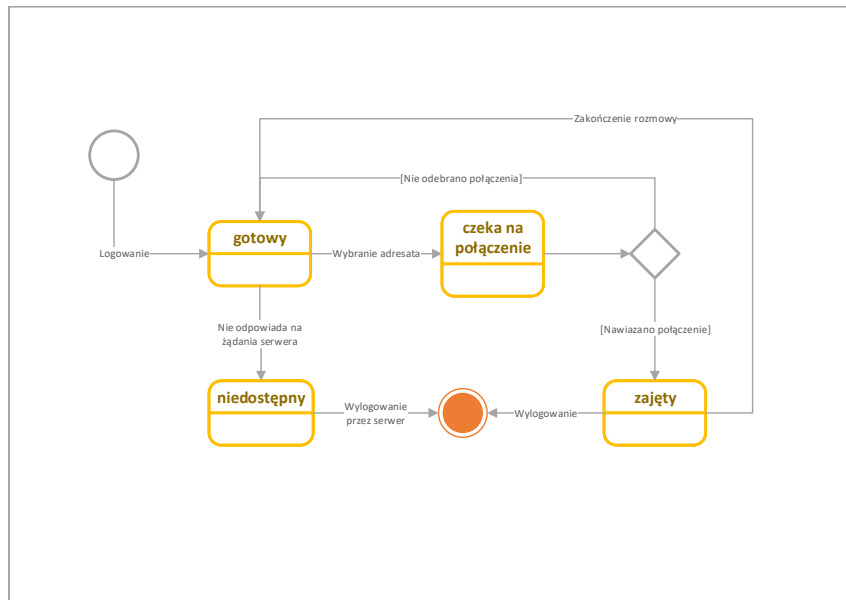 Zakończenie rozmowy
[Nie odebrano połączenia]
gotowy
czeka na
połączenie
Logowanie
Wybranie adresata
Nie odpowiada na
żądania serwera
[Nawiazano połączenie]
niedostępny
Wylogowanie
przez serwer
Wylogowanie
zajęty